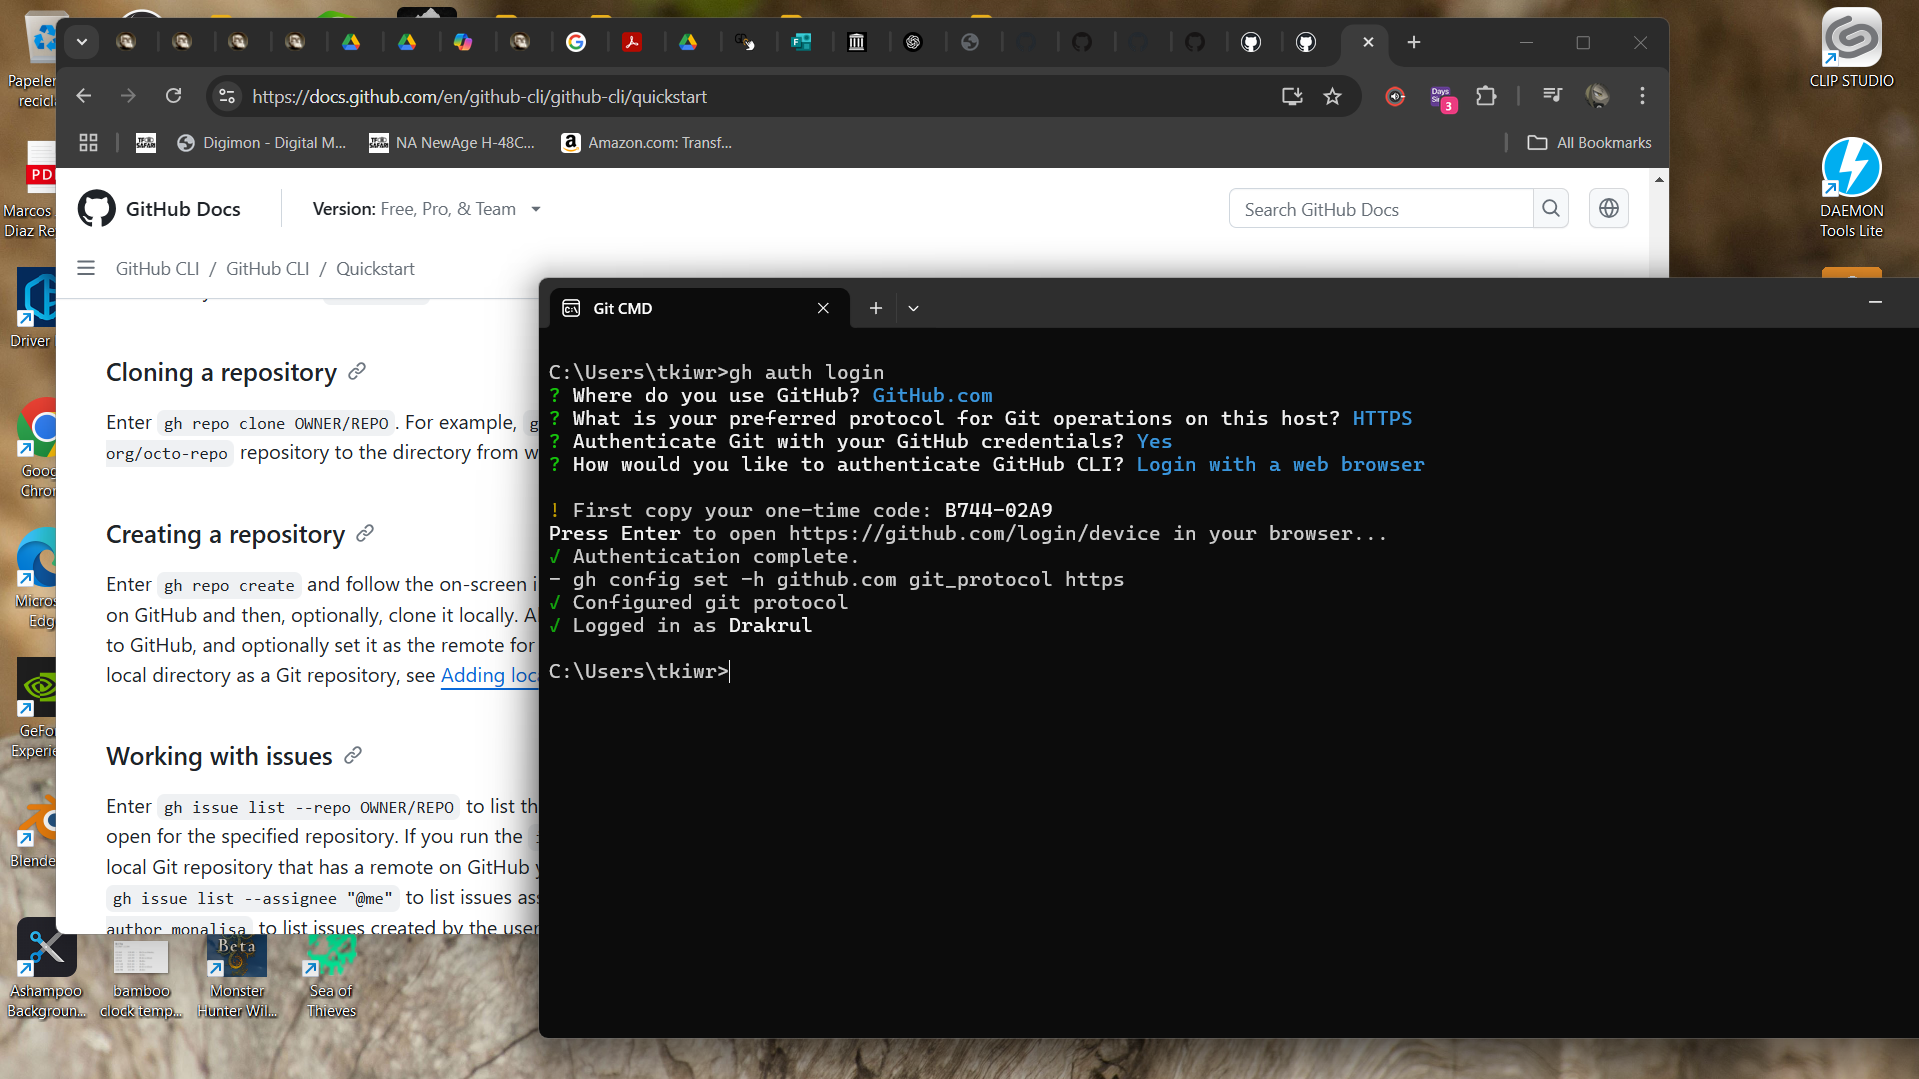 https://docs.github.com/en/github-cli/github-cli/quickstart
Days
3
Digimon - Digital M...
NA NewAge H-48C...
Amazon.com: Transf...
All Bookmarks
GitHub Docs
Version: Free, Pro, & Team
Search GitHub Docs
GitHub CLI / GitHub CLI / Quickstart
Cloning a repository
Enter gh repo clone OWNER/REPO. For example,
org/octo-repo repository to the directory from w
Creating a repository
Enter gh repo create and follow the on-screen i
on GitHub and then, optionally, clone it locally. A
to GitHub, and optionally set it as the remote for
local directory as a Git repository, see Adding loc
Working with issues
Enter gh issue list --repo OWNER/REPO to list th
open for the specified repository. If you run the
local Git repository that has a remote on GitHub y
gh issue list --assignee "@me" to list issues ass
author monalisa to list issues created by the user
Git CMD
C:\Users\tkiwr>gh auth login
? Where do you use GitHub? GitHub.com
? What is your preferred protocol for Git operations on this host? HTTPS
? Authenticate Git with your GitHub credentials? Yes
? How would you like to authenticate GitHub CLI? Login with a web browser
! First copy your one-time code: B744-02A9
Press Enter to open https://github.com/login/device in your browser...
✓ Authentication complete.
- gh config set -h github.com git_protocol https
✓ Configured git protocol
✓ Logged in as Drakrul
C:\Users\tkiwr>
Papeler
recicl
PD
Marcos
Diaz Re
Driver
Goog
Chro
Micros
Edg
GeFo
Experie
Blende
Ashampoo
Backgroun...
bamboo
clock temp...
Beta
Monster
Hunter Wil...
Sea of
Thieves
CLIP STUDIO
DAEMON
Tools Lite